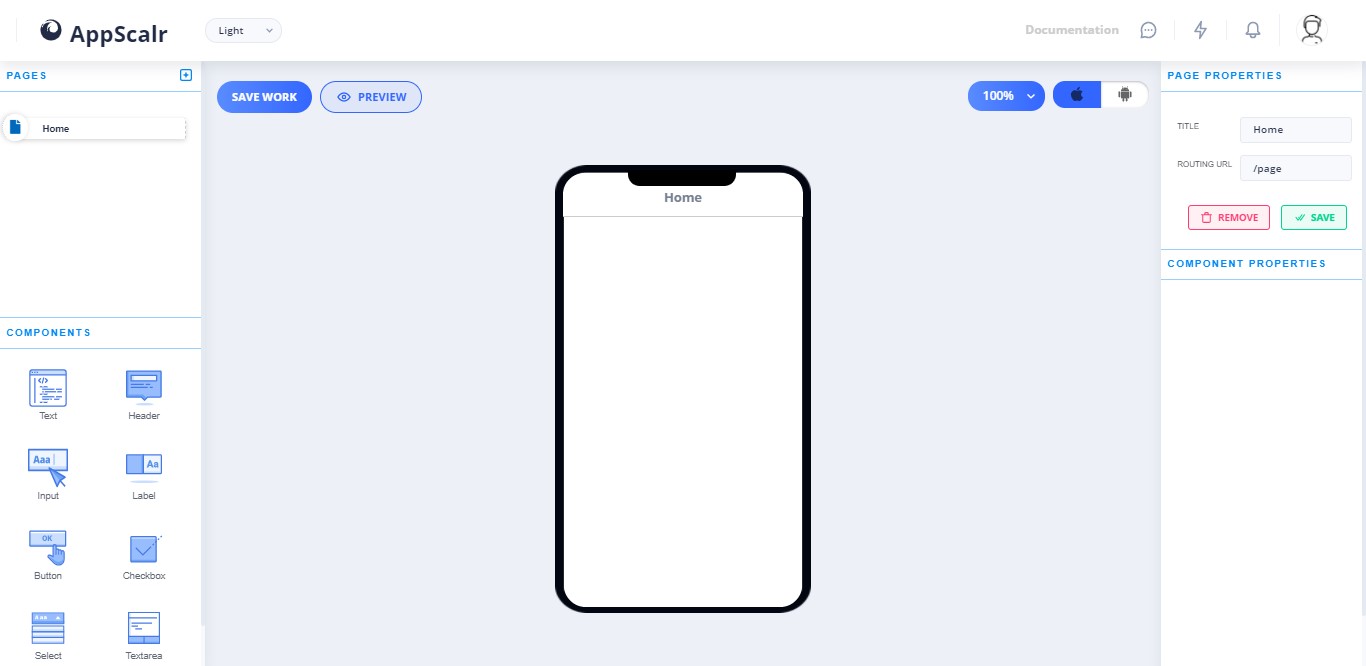 AppScalr
Light
Documentation
PAGES
Home
SAVE WORK
PREVIEW
100%
Home
PAGE PROPERTIES
TITLE
Home
ROUTING URL
/page
REMOVE
SAVE
COMPONENT PROPERTIES
COMPONENTS
Text
Header
Aaa
Aa
Input
Label
OK
Button
Checkbox
Aaa
Select
Textarea